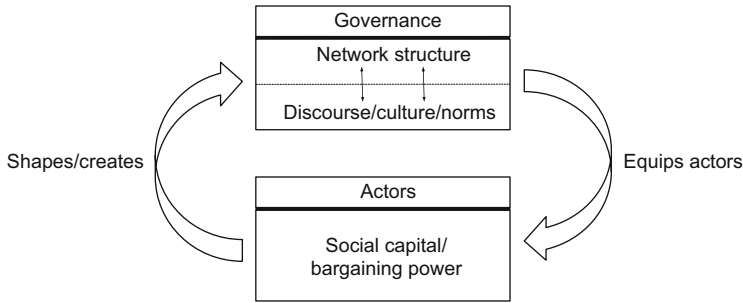 Governance
Network structure
Discourse/culture/norms
Shapes/creates
Equips actors
Actors
Social capital/
bargaining power